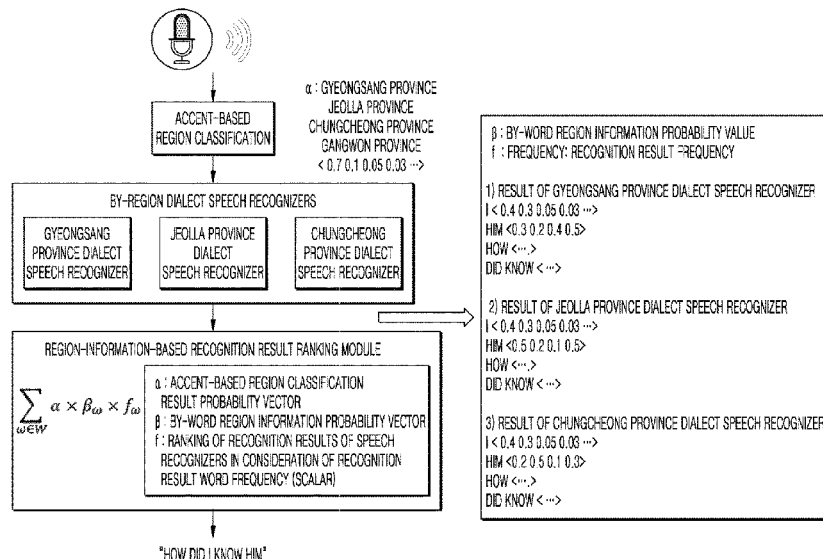 α : GYEONGSANG PROVINCE
JEOLLA PROVINCE
CHUNGCHEONG PROVINCE
GANGWON PROVINCE
< 0.7 0.1 0.05 0.03 ···>
ACCENT-BASED
REGION CLASSIFICATION
BY-REGION DIALECT SPEECH RECOGNIZERS
GYEONGSANG
PROVINCE DIALECT
SPEECH RECOGNIZER
JEOLLA PROVINCE
DIALECT
SPEECH RECOGNIZER
CHUNGCHEONG
PROVINCE DIALECT
SPEECH RECOGNIZER
REGION-INFORMATION-BASED RECOGNITION RESULT RANKING MODULE
∑ω∈W α × βω × fω
α : ACCENT-BASED REGION CLASSIFICATION
RESULT PROBABILITY VECTOR
β : BY-WORD REGION INFORMATION PROBABILITY VECTOR
f : RANKING OF RECOGNITION RESULTS OF SPEECH
RECOGNIZERS IN CONSIDERATION OF RECOGNITION
RESULT WORD FREQUENCY (SCALAR)
"HOW DID I KNOW HIM"
β : BY-WORD REGION INFORMATION PROBABILITY VALUE
f : FREQUENCY: RECOGNITION RESULT FREQUENCY
1) RESULT OF GYEONGSANG PROVINCE DIALECT SPEECH RECOGNIZER
I < 0.4 0.3 0.05 0.03 ···>
HIM <0.3 0.2 0.4 0.5>
HOW <···.>
DID KNOW < ···>
2) RESULT OF JEOLLA PROVINCE DIALECT SPEECH RECOGNIZER
I < 0.4 0.3 0.05 0.03 ···>
HIM <0.5 0.2 0.1 0.5>
HOW <···.>
DID KNOW < ···>
3) RESULT OF CHUNGCHEONG PROVINCE DIALECT SPEECH RECOGNIZER
I < 0.4 0.3 0.05 0.03 ···>
HIM <0.2 0.5 0.1 0.3>
HOW <···.>
DID KNOW < ···>